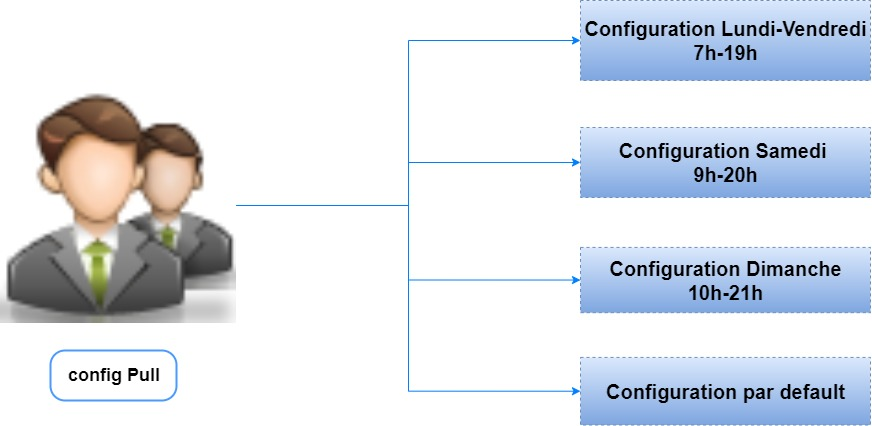 Configuration Lundi-Vendredi
7h-19h
Configuration Samedi
9h-20h
Configuration Dimanche
10h-21h
config Pull
Configuration par default